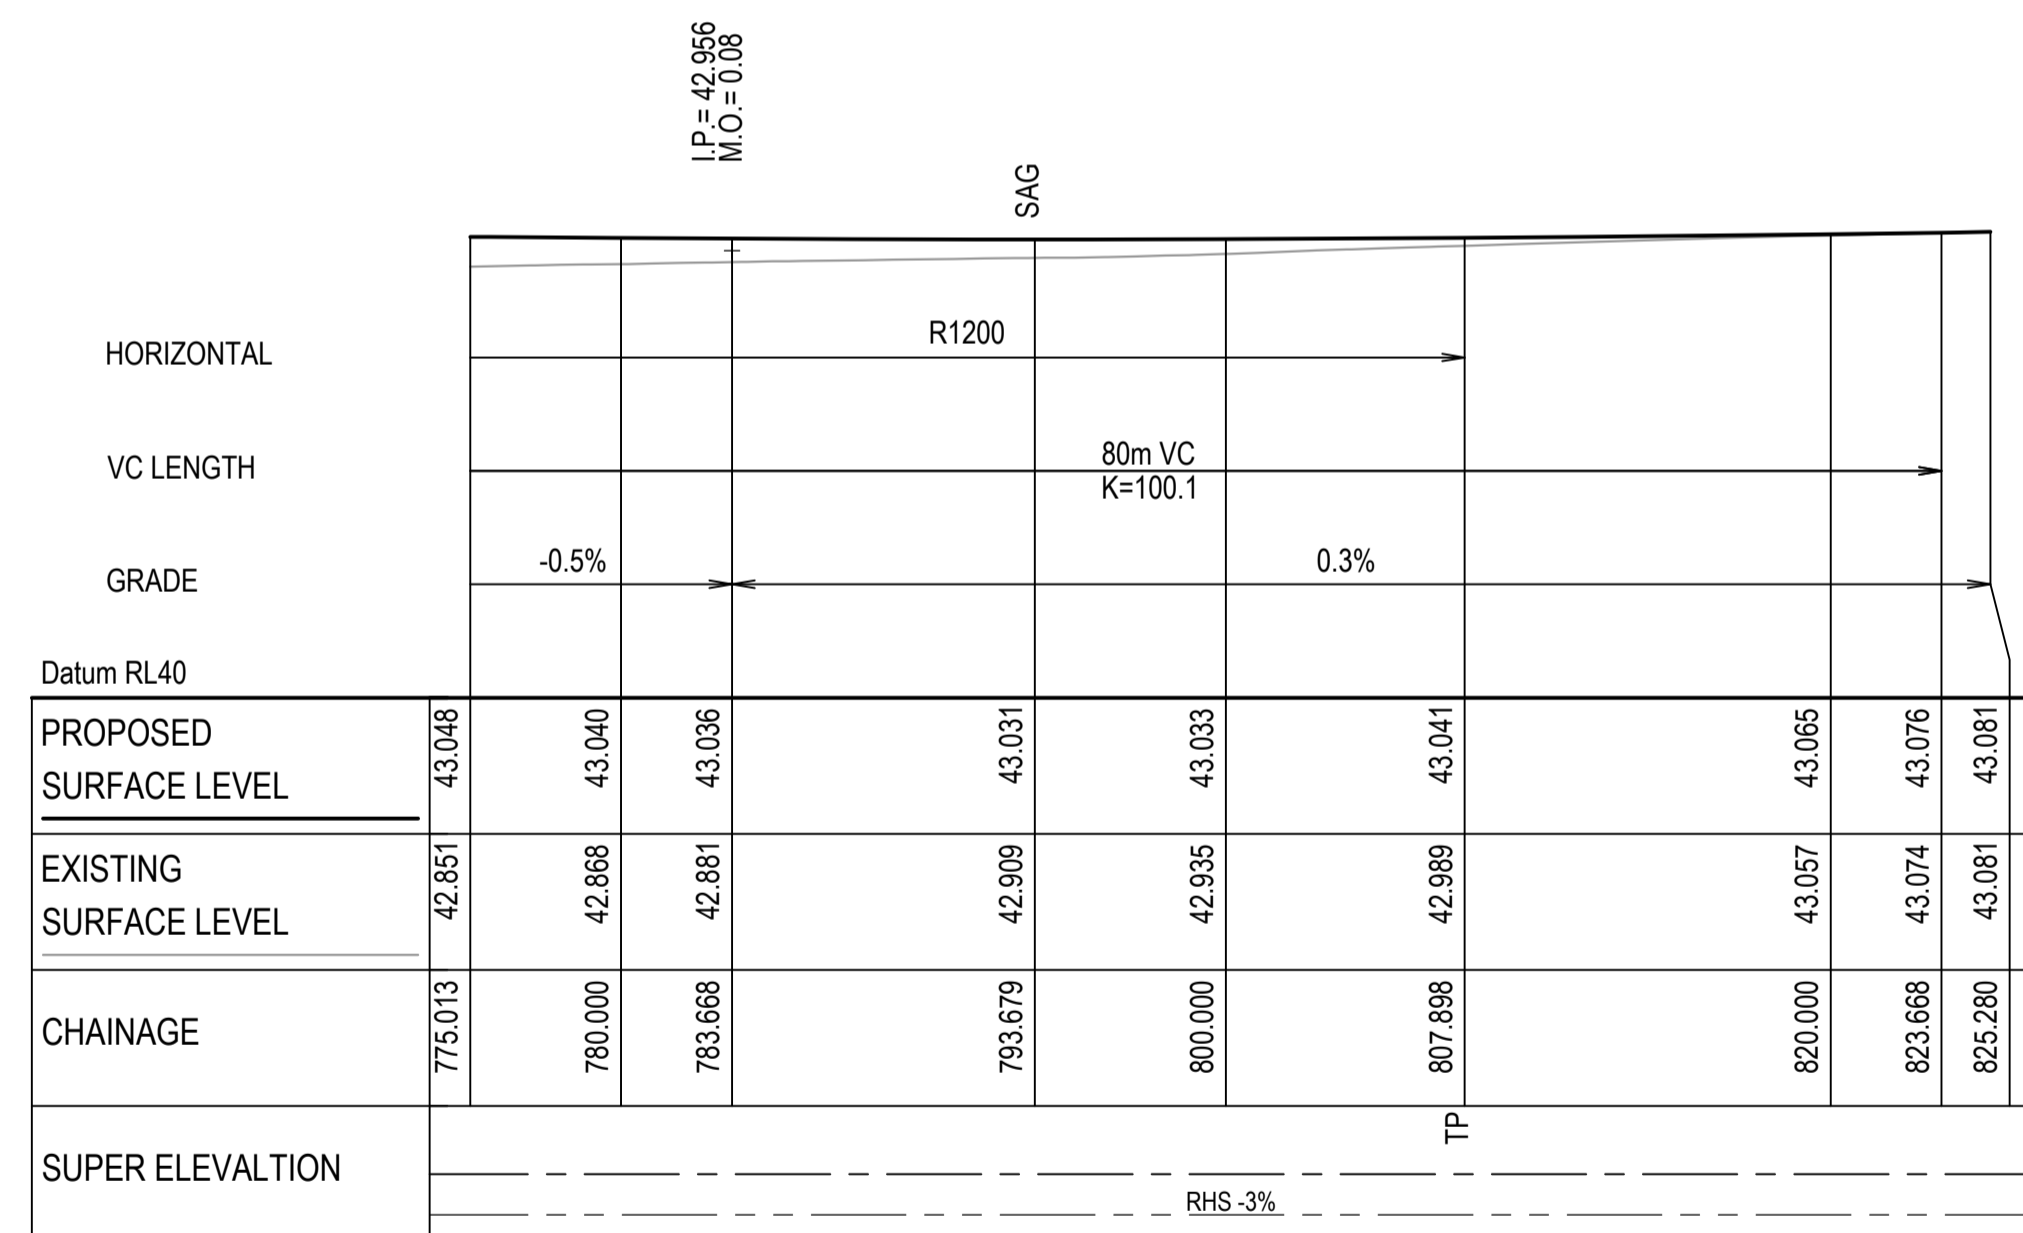 I.P.= 42.956
M.O.= 0.08
SAG
HORIZONTAL
R1200
VC LENGTH
80m VC
K=100.1
GRADE
-0.5%
0.3%
Datum RL40
PROPOSED
SURFACE LEVEL
43.048
43.040
43.036
43.031
43.033
43.041
43.065
43.076
43.081
EXISTING
SURFACE LEVEL
42.851
42.868
42.881
42.909
42.935
42.989
43.057
43.074
43.081
CHAINAGE
775.013
780.000
783.668
793.679
800.000
807.898
820.000
823.668
825.280
SUPER ELEVALTION
TP
RHS -3%